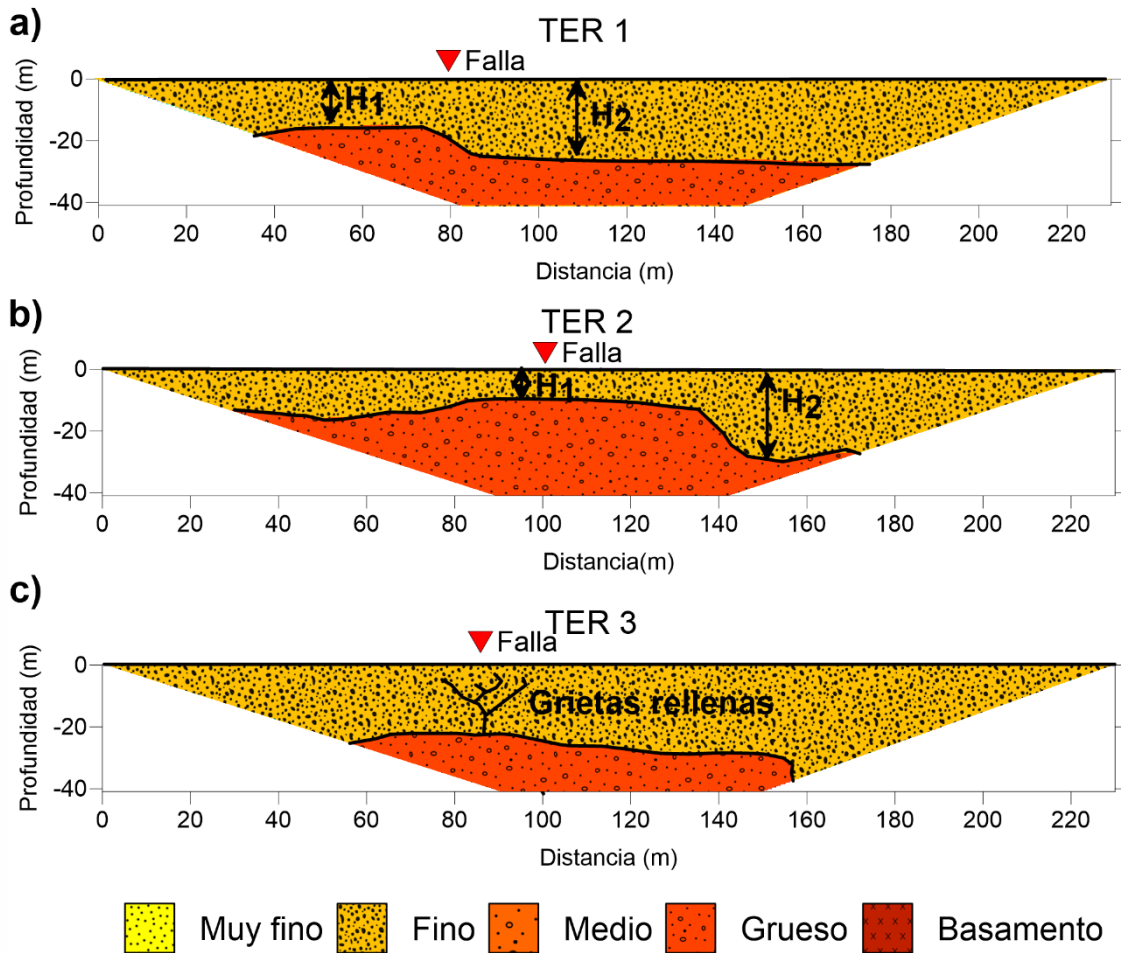 a)
TER 1
Falla
Profundidad (m)
0
-20
-40
H1
H2
0 20 40 60 80 100 120 140 160 180 200 220
Distancia (m)
b)
TER 2
Falla
Profundidad (m)
0
-20
-40
H1
H2
0 20 40 60 80 100 120 140 160 180 200 220
Distancia(m)
c)
TER 3
Falla
Profundidad (m)
0
-20
-40
Grietas rellenas
0 20 40 60 80 100 120 140 160 180 200 220
Distancia (m)
Muy fino Fino Medio Grueso Basamento